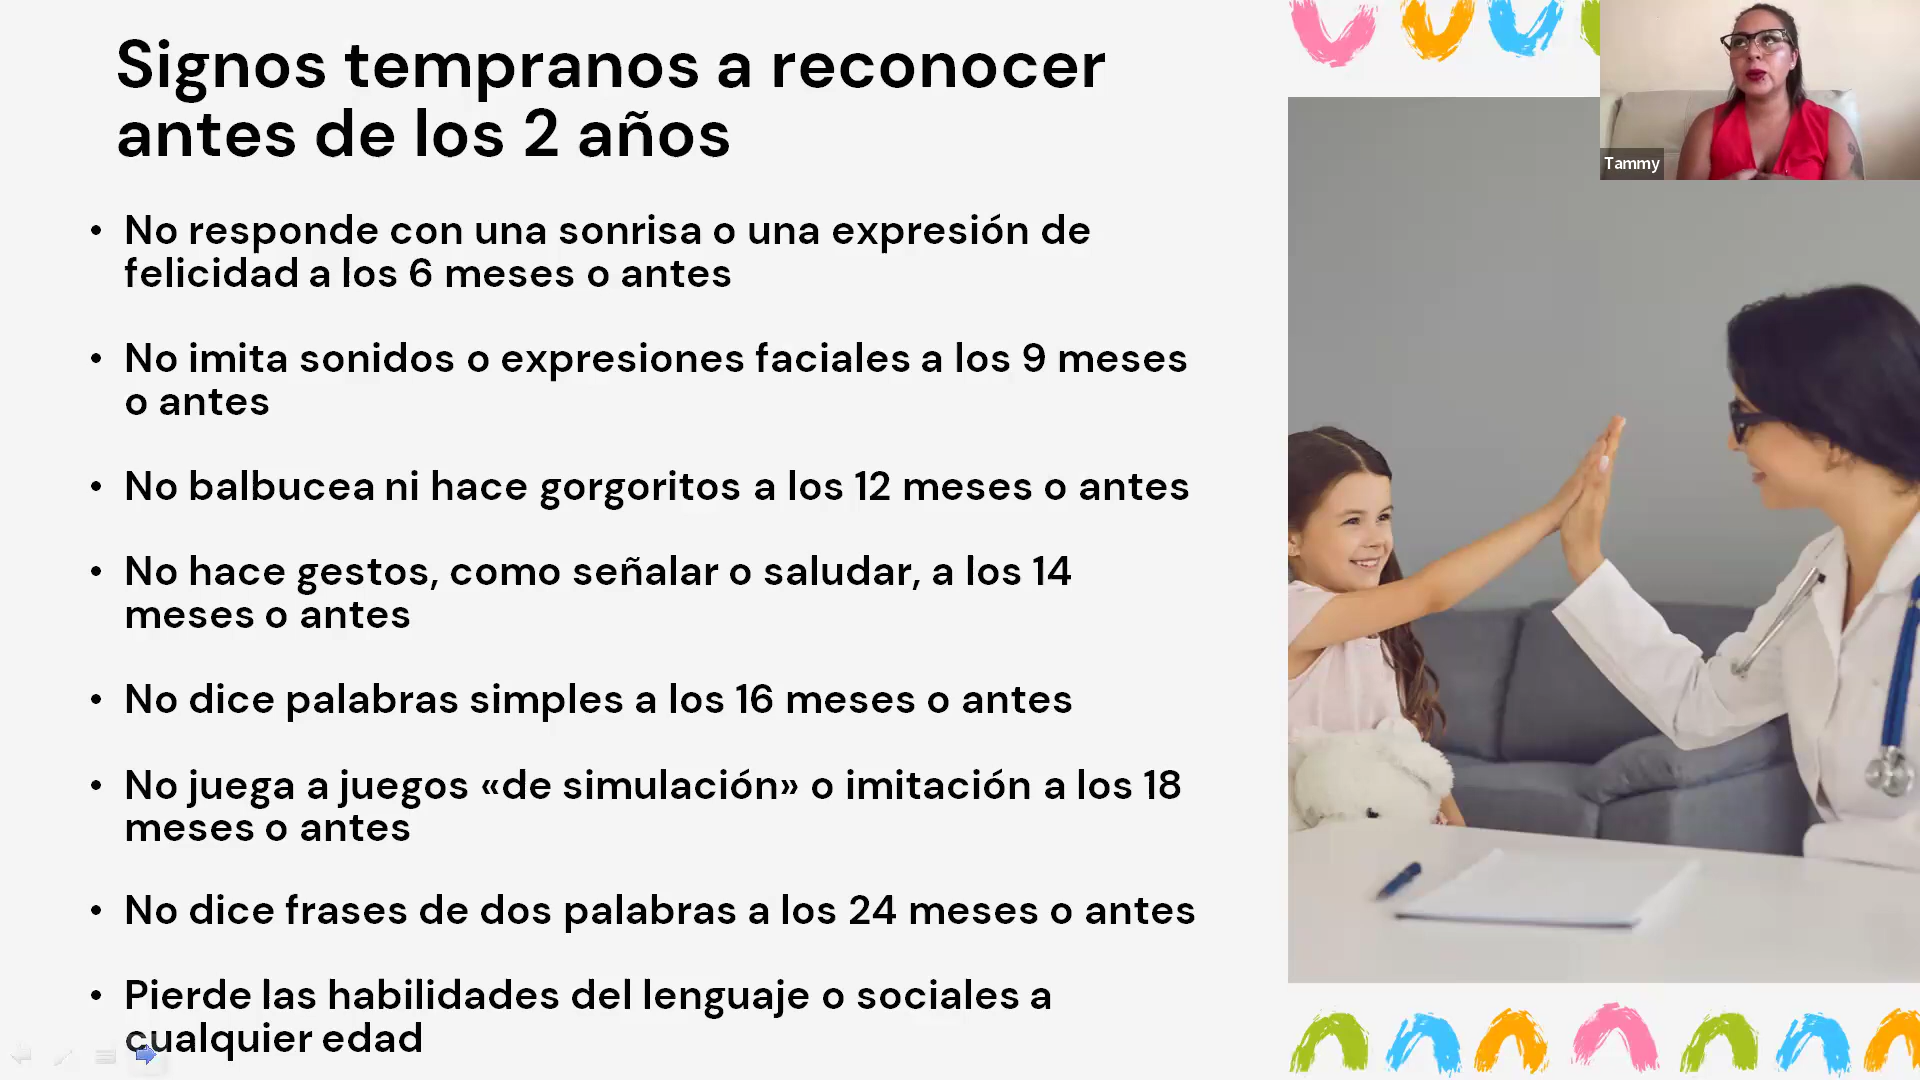 Signos tempranos a reconocer
antes de los 2 años
Tammy
• No responde con una sonrisa o una expresión de
felicidad a los 6 meses o antes
• No imita sonidos o expresiones faciales a los 9 meses
o antes
• No balbucea ni hace gorgoritos a los 12 meses o antes
• No hace gestos, como señalar o saludar, a los 14
meses o antes
• No dice palabras simples a los 16 meses o antes
• No juega a juegos «de simulación» o imitación a los 18
meses o antes
• No dice frases de dos palabras a los 24 meses o antes
• Pierde las habilidades del lenguaje o sociales a
cualquier edad